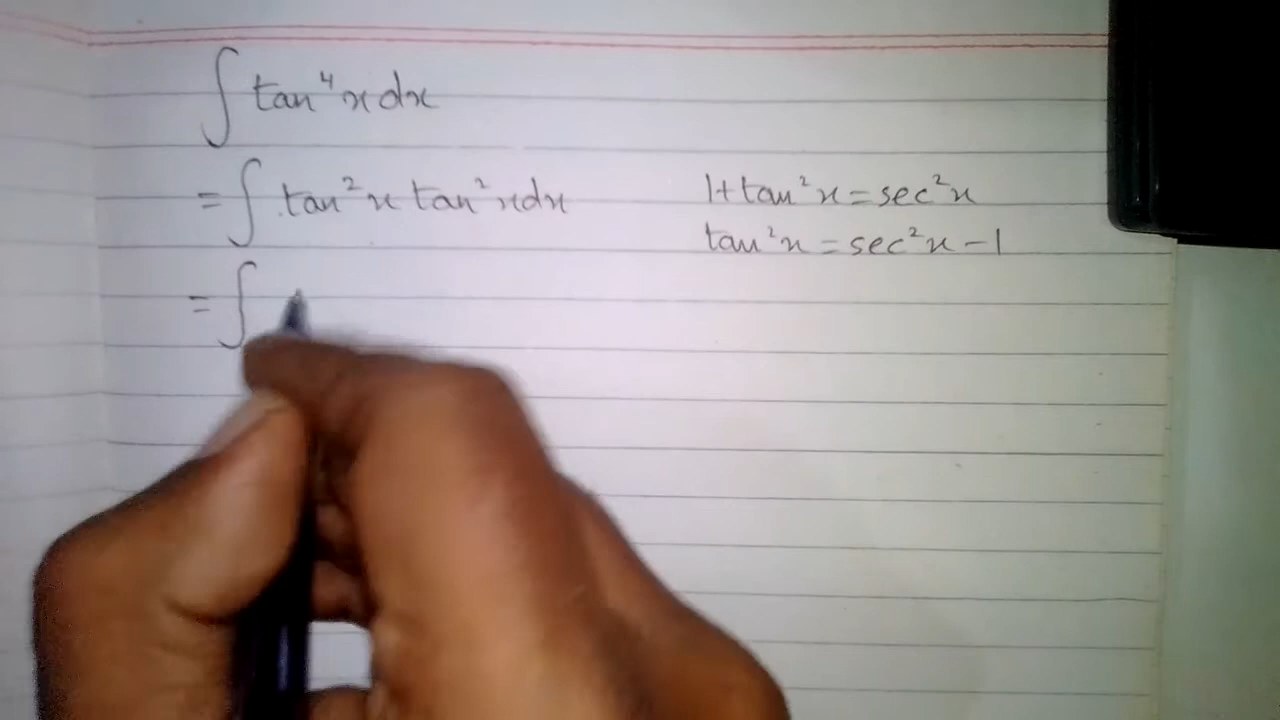 ∫ tan⁴x dx
= ∫ tan²x tan²x dx
1+tan²x = sec²x
tan²x = sec²x − 1
= ∫